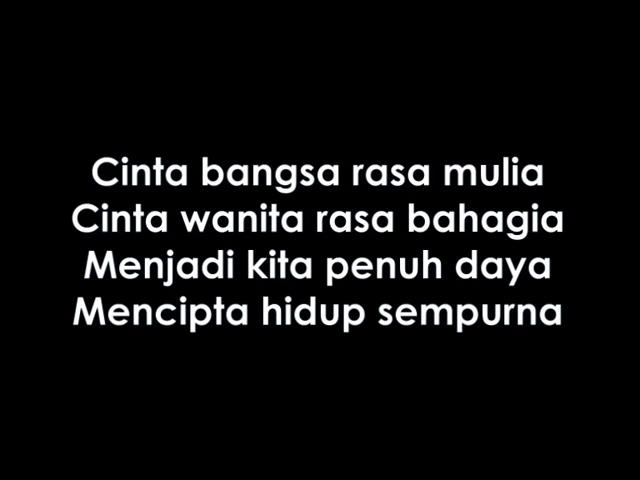 Cinta bangsa rasa mulia
Cinta wanita rasa bahagia
Menjadi kita penuh daya
Mencipta hidup sempurna